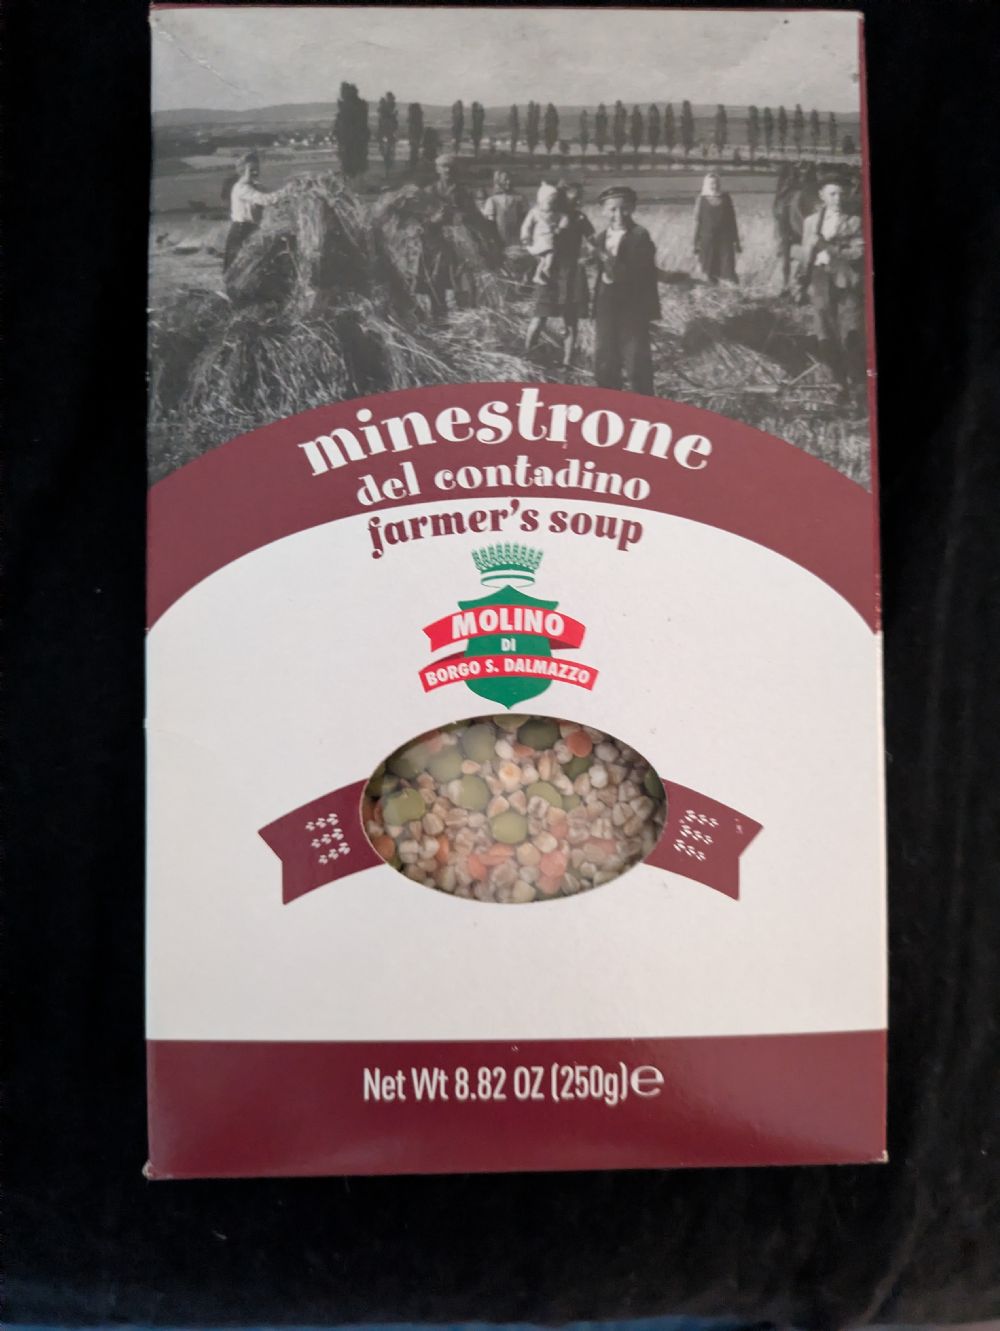 minestrone
del contadino
farmer's soup
MOLINO
DI
BORGO S. DALMAZZO
Net Wt 8.82 OZ (250g)℮